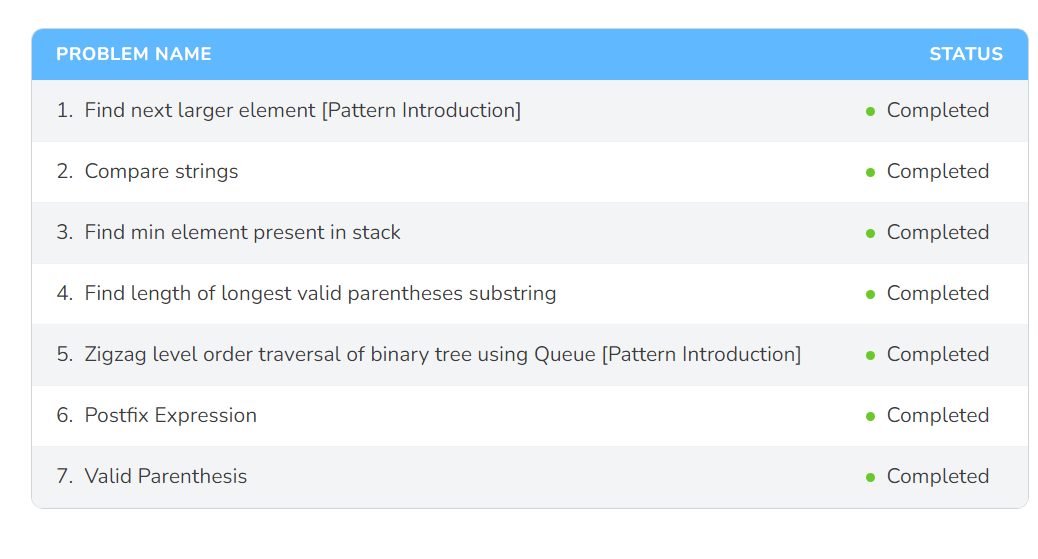 PROBLEM NAME STATUS
1. Find next larger element [Pattern Introduction] Completed
2. Compare strings Completed
3. Find min element present in stack Completed
4. Find length of longest valid parentheses substring Completed
5. Zigzag level order traversal of binary tree using Queue [Pattern Introduction] Completed
6. Postfix Expression Completed
7. Valid Parenthesis Completed